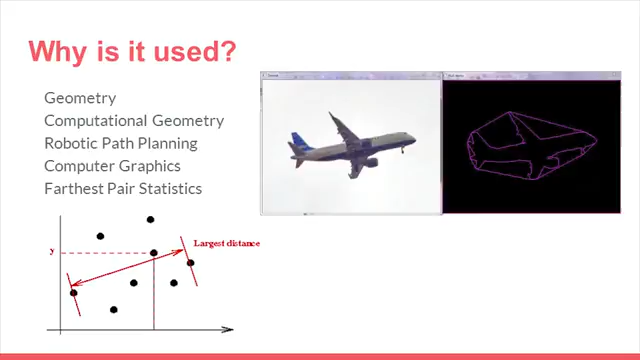 Why is it used?
Geometry
Computational Geometry
Robotic Path Planning
Computer Graphics
Farthest Pair Statistics
Largest distance
y